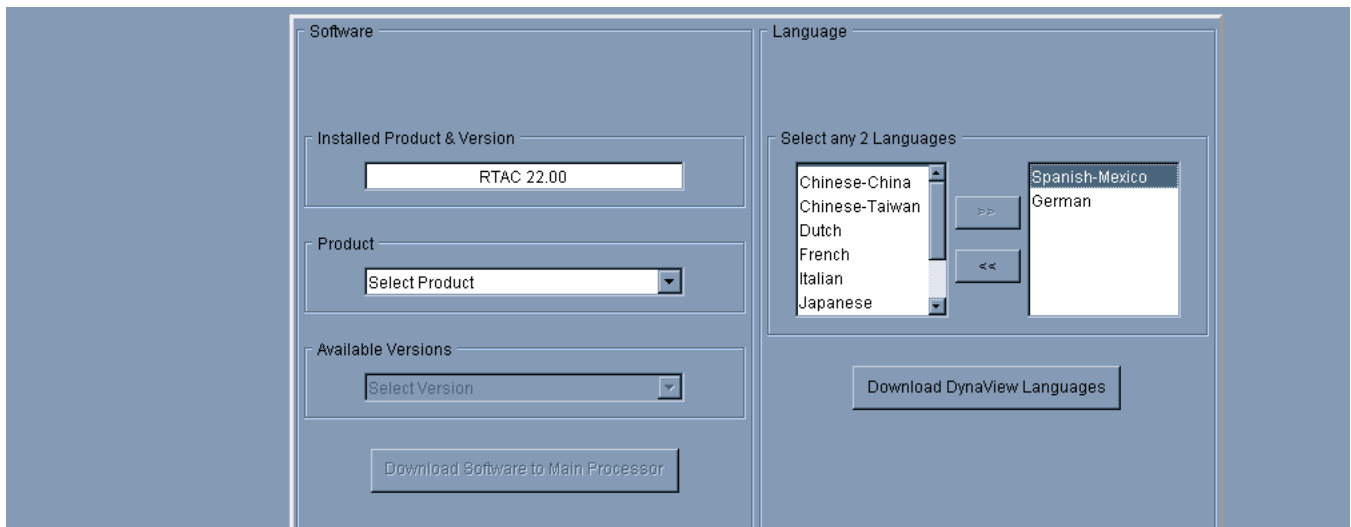 Software
Installed Product & Version
RTAC 22.00
Product
Select Product
Available Versions
Select Version
Download Software to Main Processor
Language
Select any 2 Languages
Chinese-China
Chinese-Taiwan
Dutch
French
Italian
Japanese
>>
<<
Spanish-Mexico
German
Download DynaView Languages